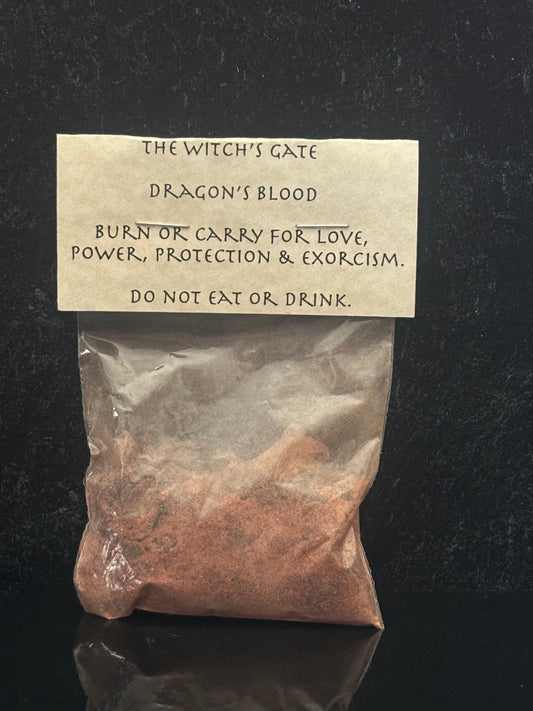 THE WITCH'S GATE
DRAGON'S BLOOD
BURN OR CARRY FOR LOVE,
POWER, PROTECTION & EXORCISM.
DO NOT EAT OR DRINK.